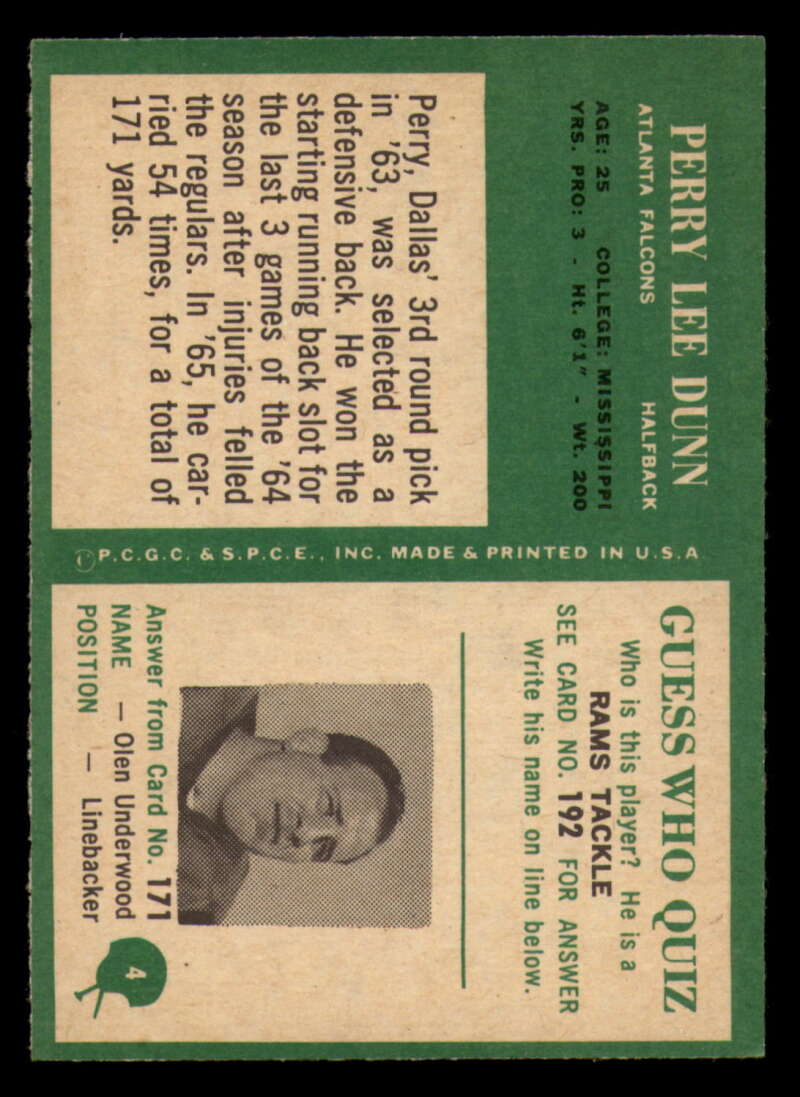 PERRY LEE DUNN
ATLANTA FALCONS HALFBACK
AGE: 25 COLLEGE: MISSISSIPPI
YRS. PRO: 3 - Ht. 6'1" - Wt. 200
Perry, Dallas' 3rd round pick
in '63, was selected as a
defensive back. He won the
starting running back slot for
the last 3 games of the '64
season after injuries felled
the regulars. In '65, he car-
ried 54 times, for a total of
171 yards.
P.C.G.C. & S.P.C.E., INC. MADE & PRINTED IN U.S.A.
GUESS WHO QUIZ
Who is this player? He is a
RAMS TACKLE
SEE CARD NO. 192 FOR ANSWER
Write his name on line below.
Answer from Card No. 171
NAME — Olen Underwood
POSITION — Linebacker
4